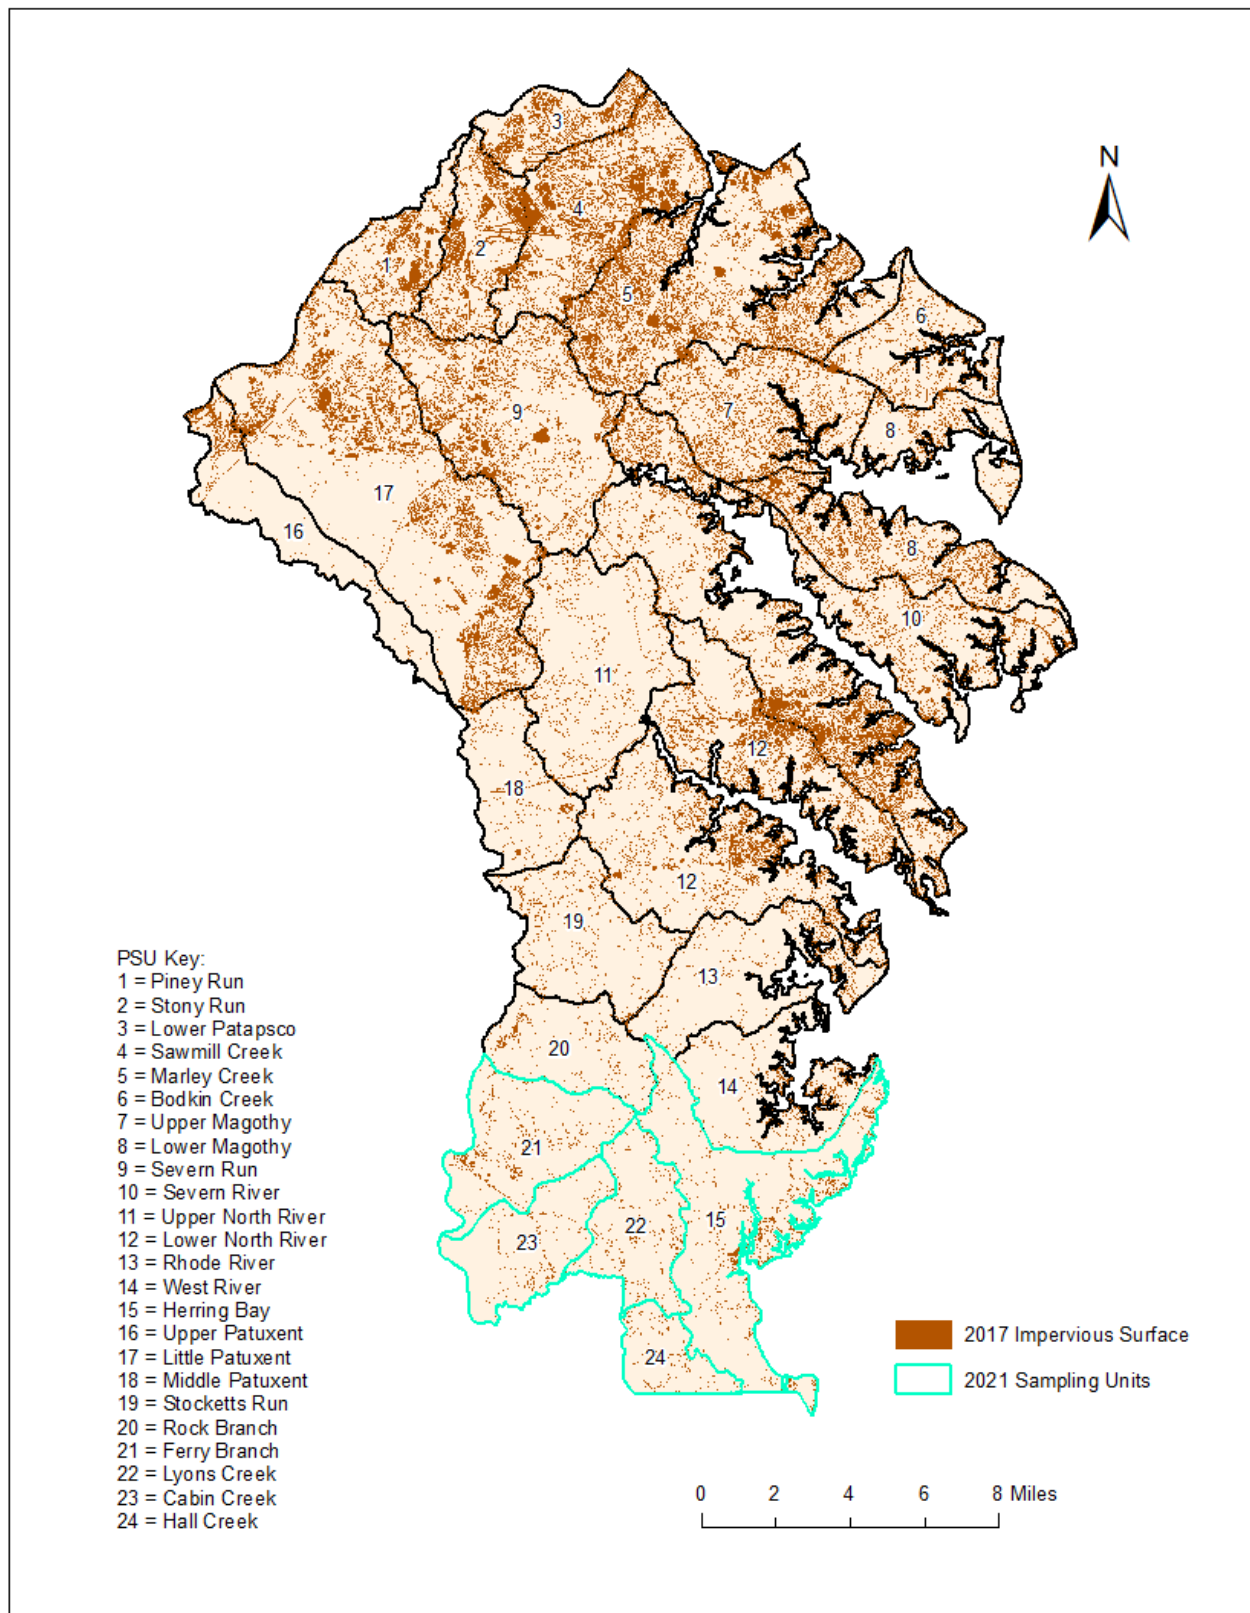 N
3
4
2
1
5
6
7
8
9
17
16
8
10
11
12
18
12
19
13
20
14
21
15
22
23
24
PSU Key:
1 = Piney Run
2 = Stony Run
3 = Lower Patapsco
4 = Sawmill Creek
5 = Marley Creek
6 = Bodkin Creek
7 = Upper Magothy
8 = Lower Magothy
9 = Severn Run
10 = Severn River
11 = Upper North River
12 = Lower North River
13 = Rhode River
14 = West River
15 = Herring Bay
16 = Upper Patuxent
17 = Little Patuxent
18 = Middle Patuxent
19 = Stocketts Run
20 = Rock Branch
21 = Ferry Branch
22 = Lyons Creek
23 = Cabin Creek
24 = Hall Creek
2017 Impervious Surface
2021 Sampling Units
0 2 4 6 8 Miles